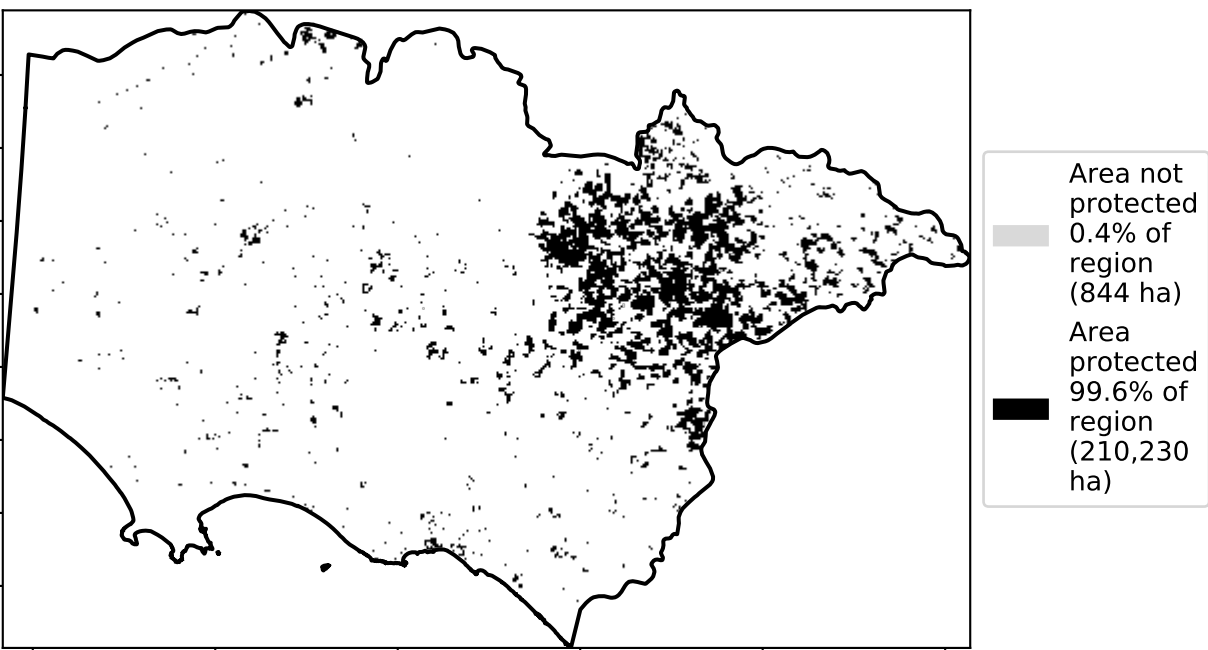 Area not
protected
0.4% of
region
(844 ha)
Area
protected
99.6% of
region
(210,230
ha)